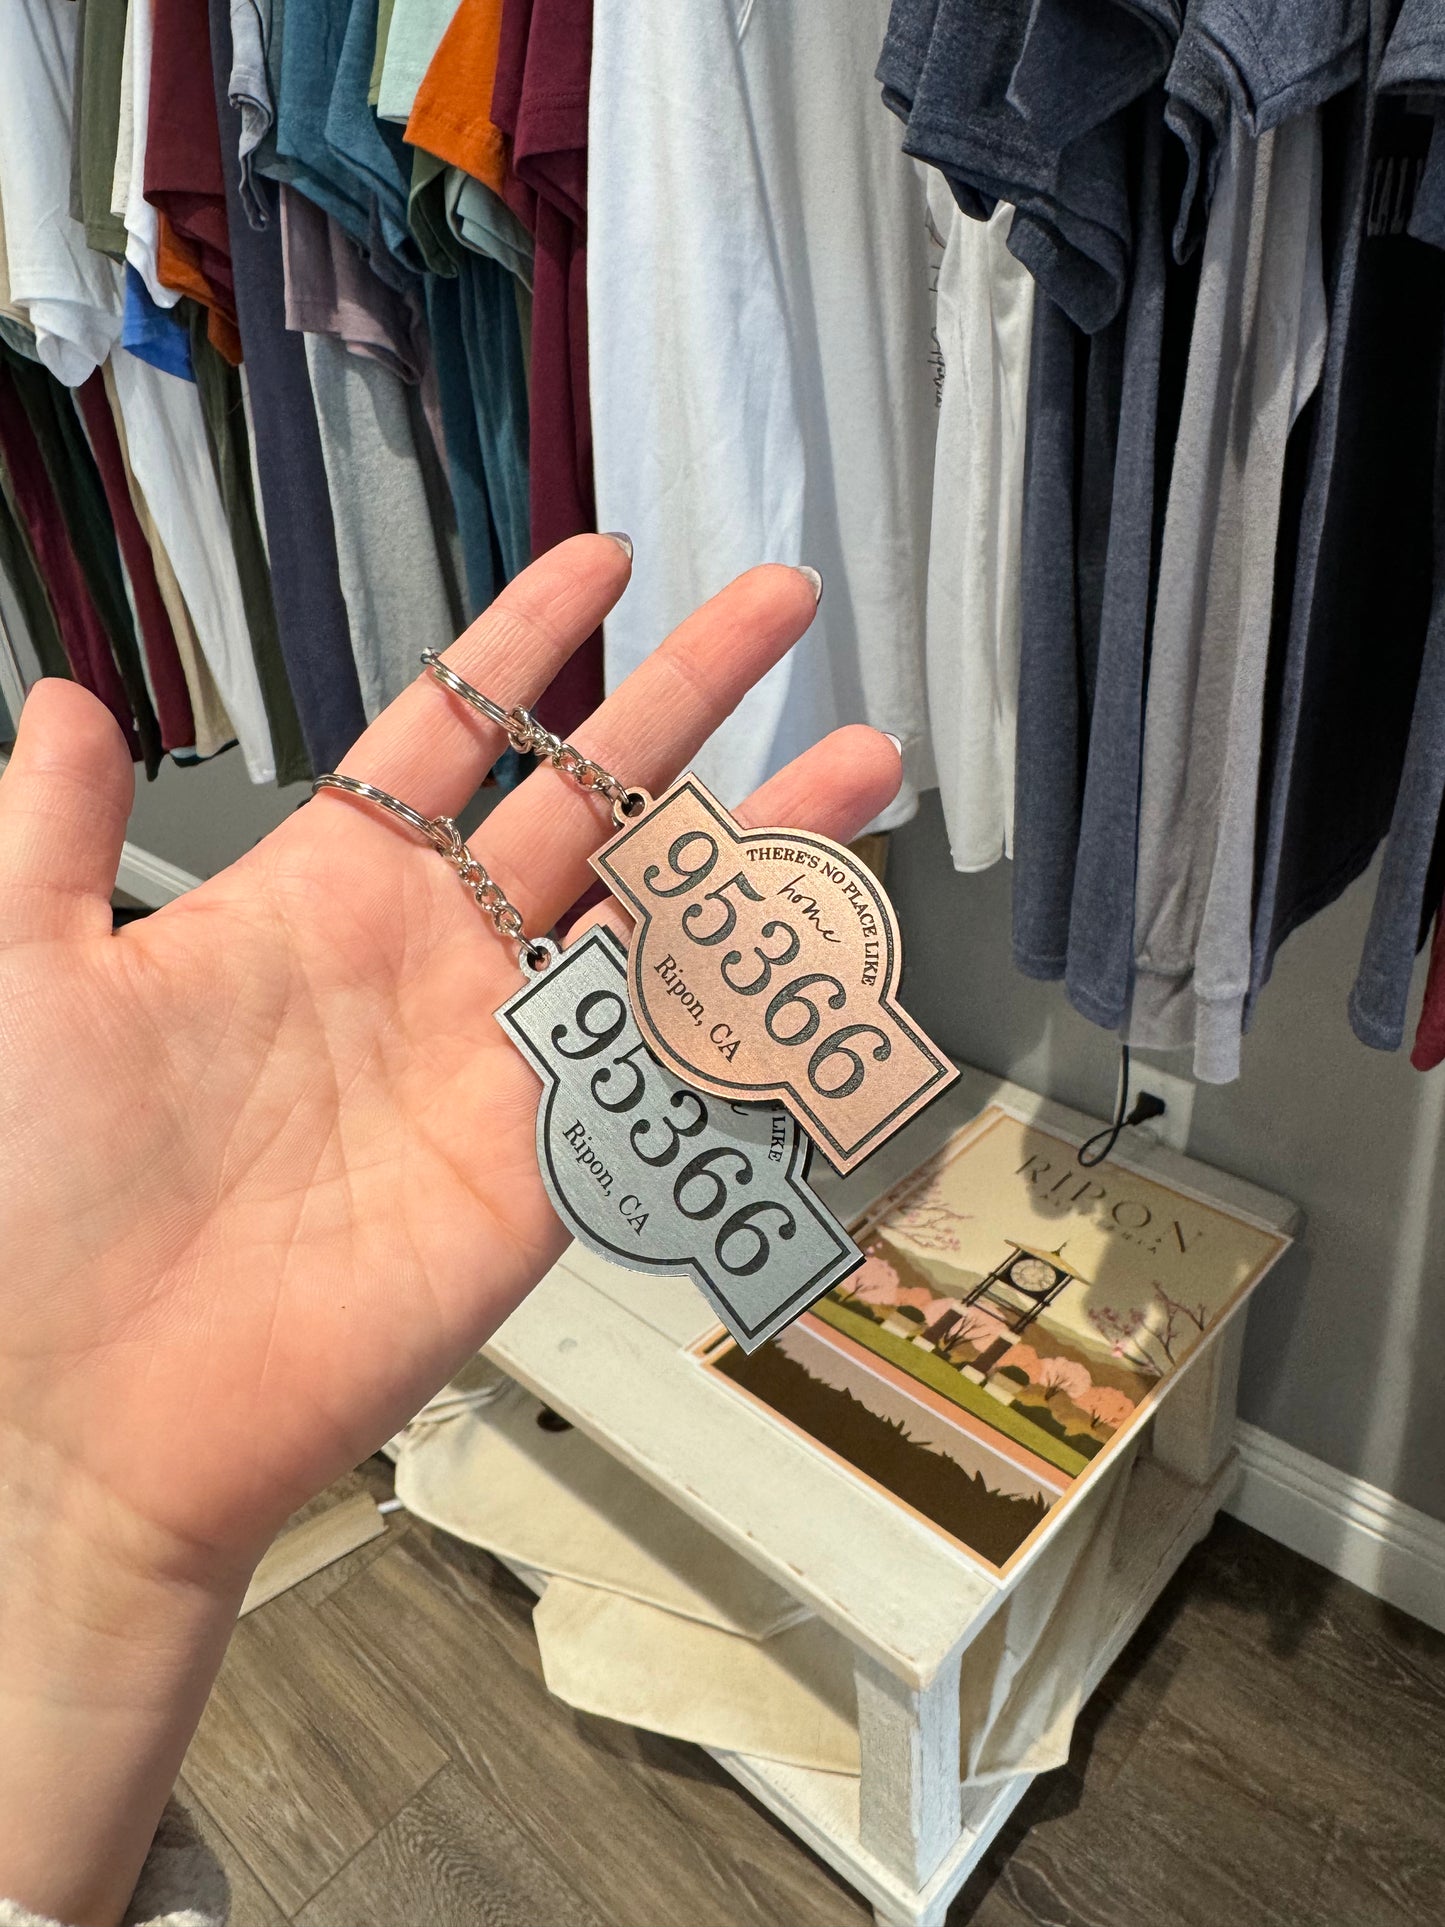 THERE'S NO PLACE LIKE
home
95366
Ripon, CA
LIKE
95366
Ripon, CA
RIPON